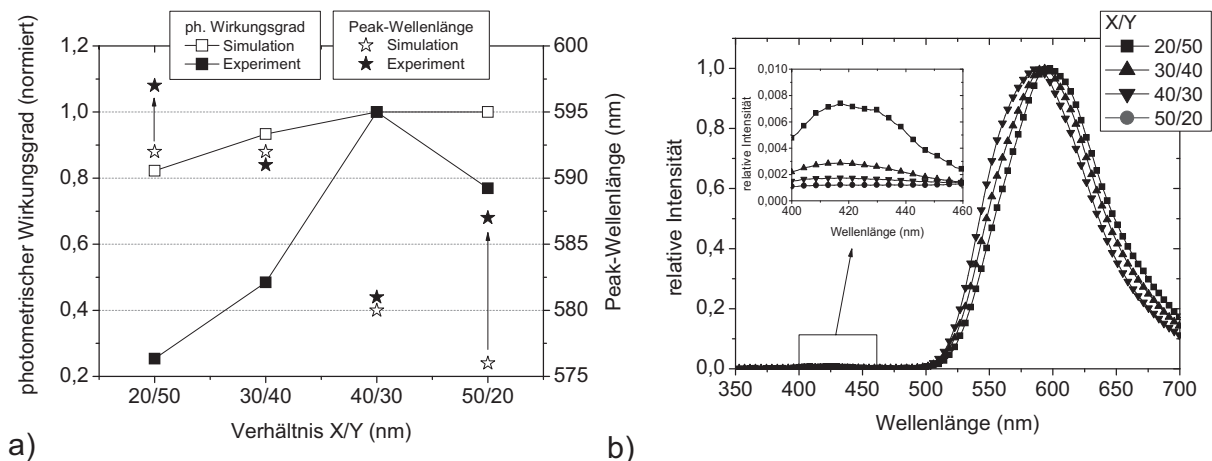 ph. Wirkungsgrad
Simulation
Experiment
Peak-Wellenlänge
Simulation
Experiment
photometrischer Wirkungsgrad (normiert)
1,2
1,0
0,8
0,6
0,4
0,2
600
595
590
585
580
575
Peak-Wellenlänge (nm)
20/50 30/40 40/30 50/20
Verhältnis X/Y (nm)
a)
X/Y
20/50
30/40
40/30
50/20
relative Intensität
1,0
0,8
0,6
0,4
0,2
0,0
350 400 450 500 550 600 650 700
Wellenlänge (nm)
relative Intensität
0,010
0,008
0,006
0,004
0,002
0,000
400 420 440 460
Wellenlänge (nm)
b)